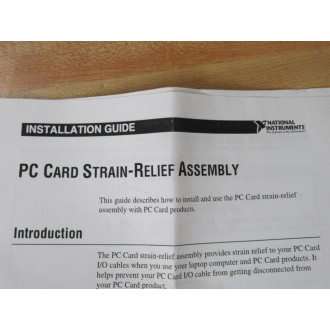 INSTALLATION GUIDE
NATIONAL
INSTRUMENTS
PC CARD STRAIN-RELIEF ASSEMBLY
This guide describes how to install and use the PC Card strain-relief
assembly with PC Card products.
Introduction
The PC Card strain-relief assembly provides strain relief to your PC Card
I/O cables when you use your laptop computer and PC Card products. It
helps prevent your PC Card I/O cable from getting disconnected from
your PC Card product.